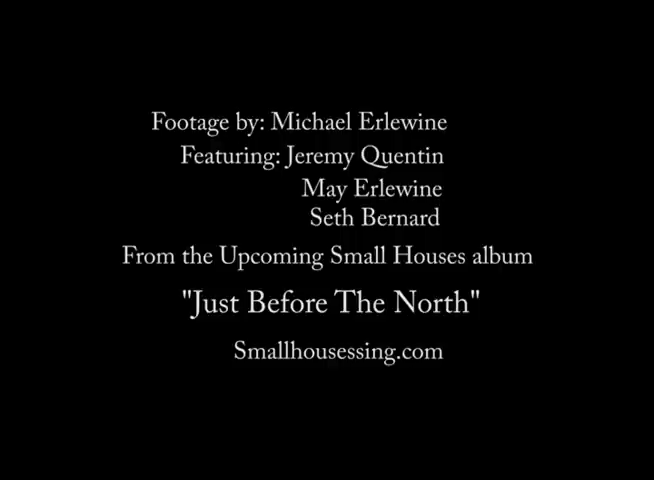 Footage by: Michael Erlewine
Featuring: Jeremy Quentin
May Erlewine
Seth Bernard
From the Upcoming Small Houses album
"Just Before The North"
Smallhousessing.com